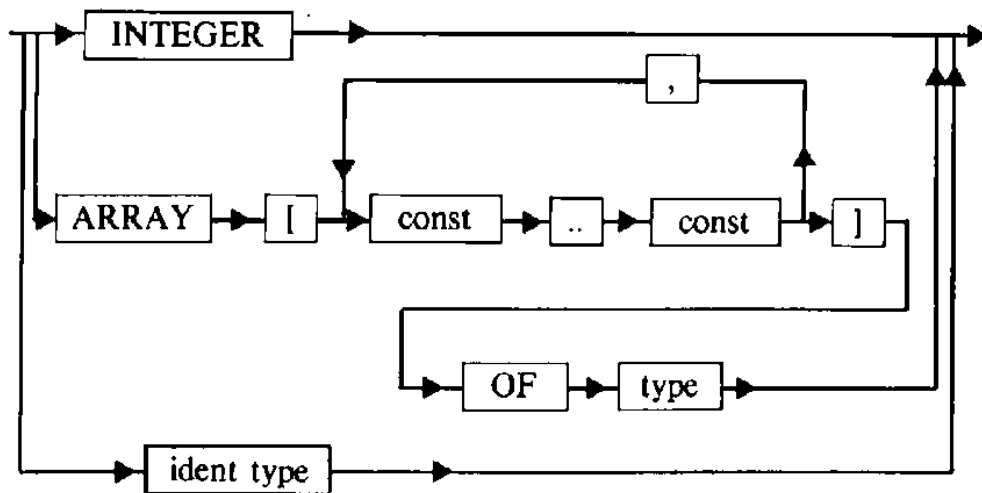 INTEGER
,
ARRAY [ const .. const ]
OF type
ident type